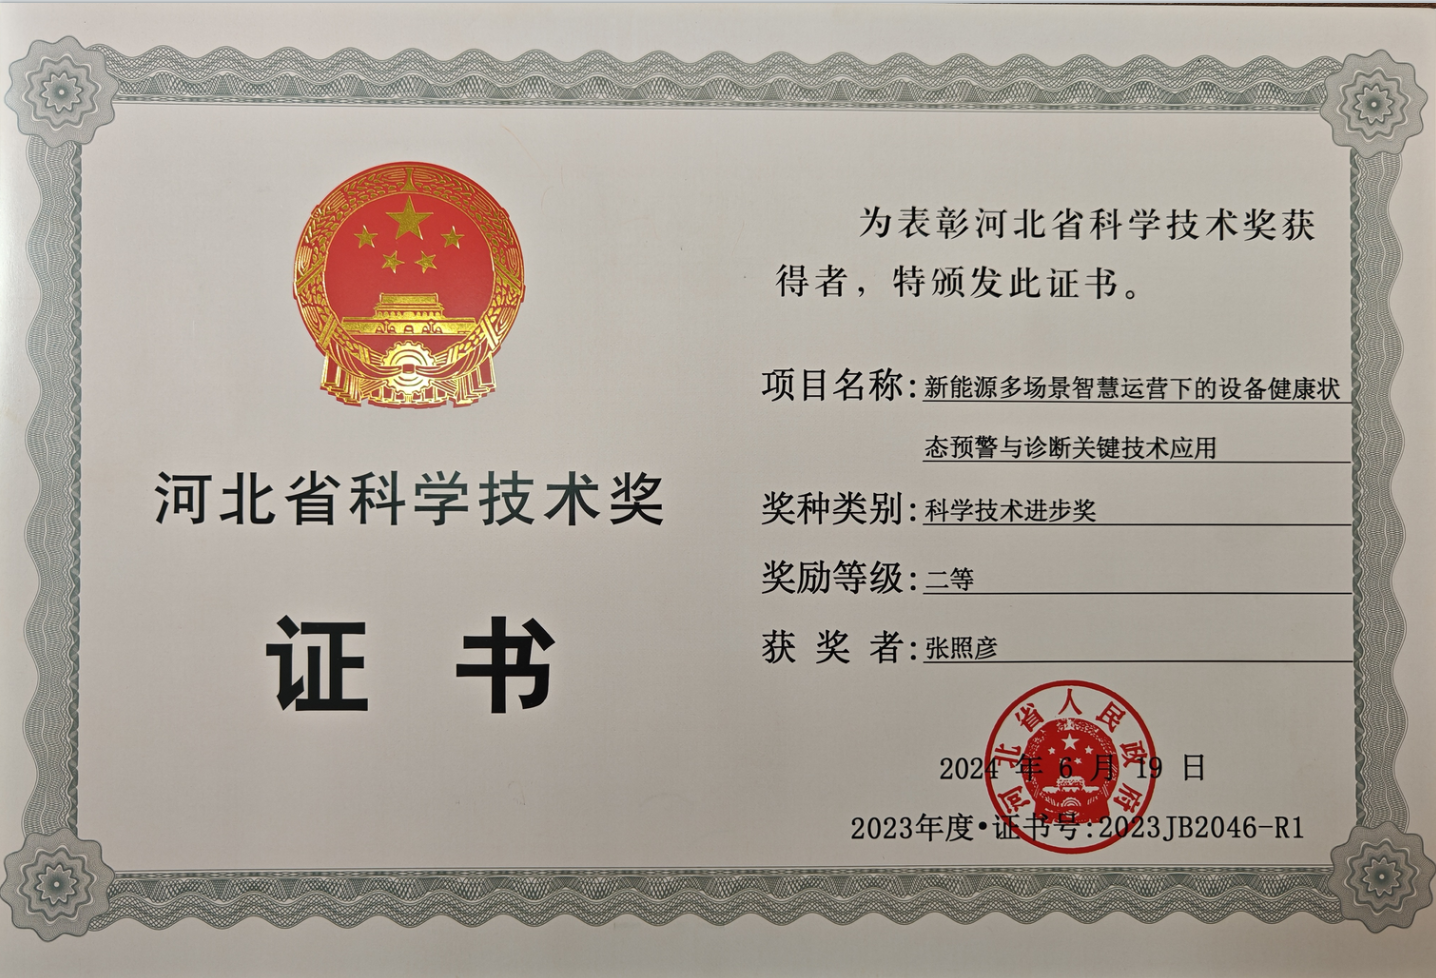 河北省科学技术奖
证 书
为表彰河北省科学技术奖获
得者，特颁发此证书。
项目名称：新能源多场景智慧运营下的设备健康状
态预警与诊断关键技术应用
奖种类别：科学技术进步奖
奖励等级：二等
获 奖 者：张照彦
河北省人民政府
2024 年 6 月 19 日
2023年度•证书号：2023JB2046-R1